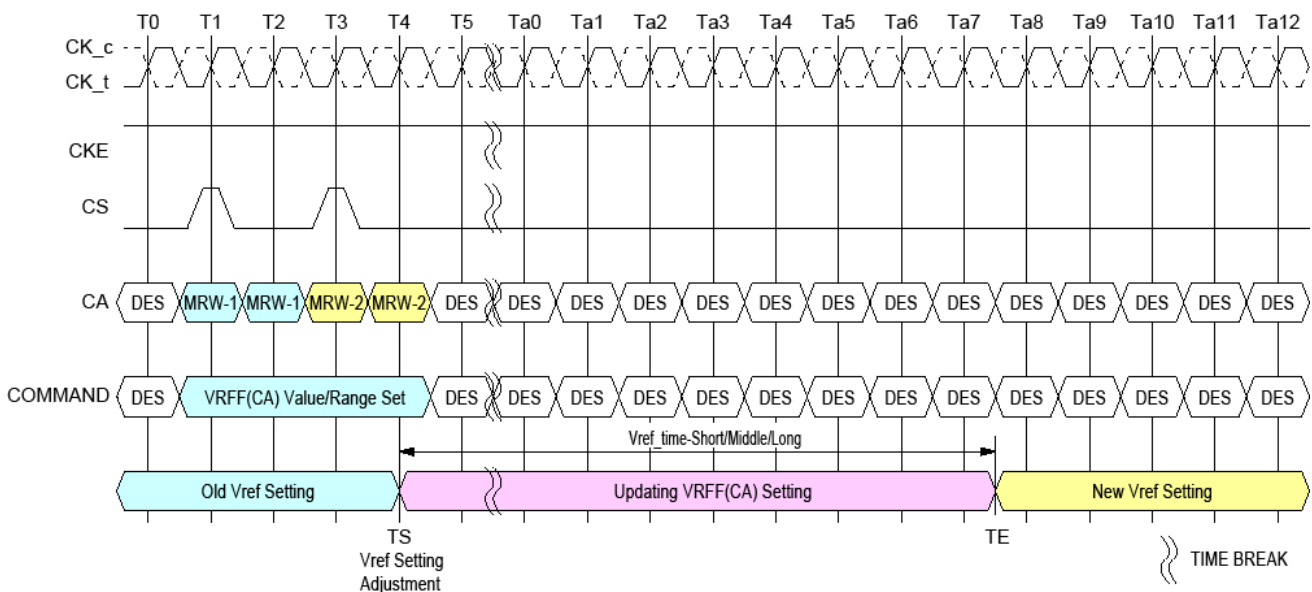 T0 T1 T2 T3 T4 T5 Ta0 Ta1 Ta2 Ta3 Ta4 Ta5 Ta6 Ta7 Ta8 Ta9 Ta10 Ta11 Ta12
CK_c
CK_t
CKE
CS
CA DES MRW-1 MRW-1 MRW-2 MRW-2 DES DES DES DES DES DES DES DES DES DES DES DES DES DES
COMMAND DES VRFF(CA) Value/Range Set DES DES DES DES DES DES DES DES DES DES DES DES DES DES
Vref_time-Short/Middle/Long
Old Vref Setting Updating VRFF(CA) Setting New Vref Setting
TS TE
Vref Setting
Adjustment
TIME BREAK